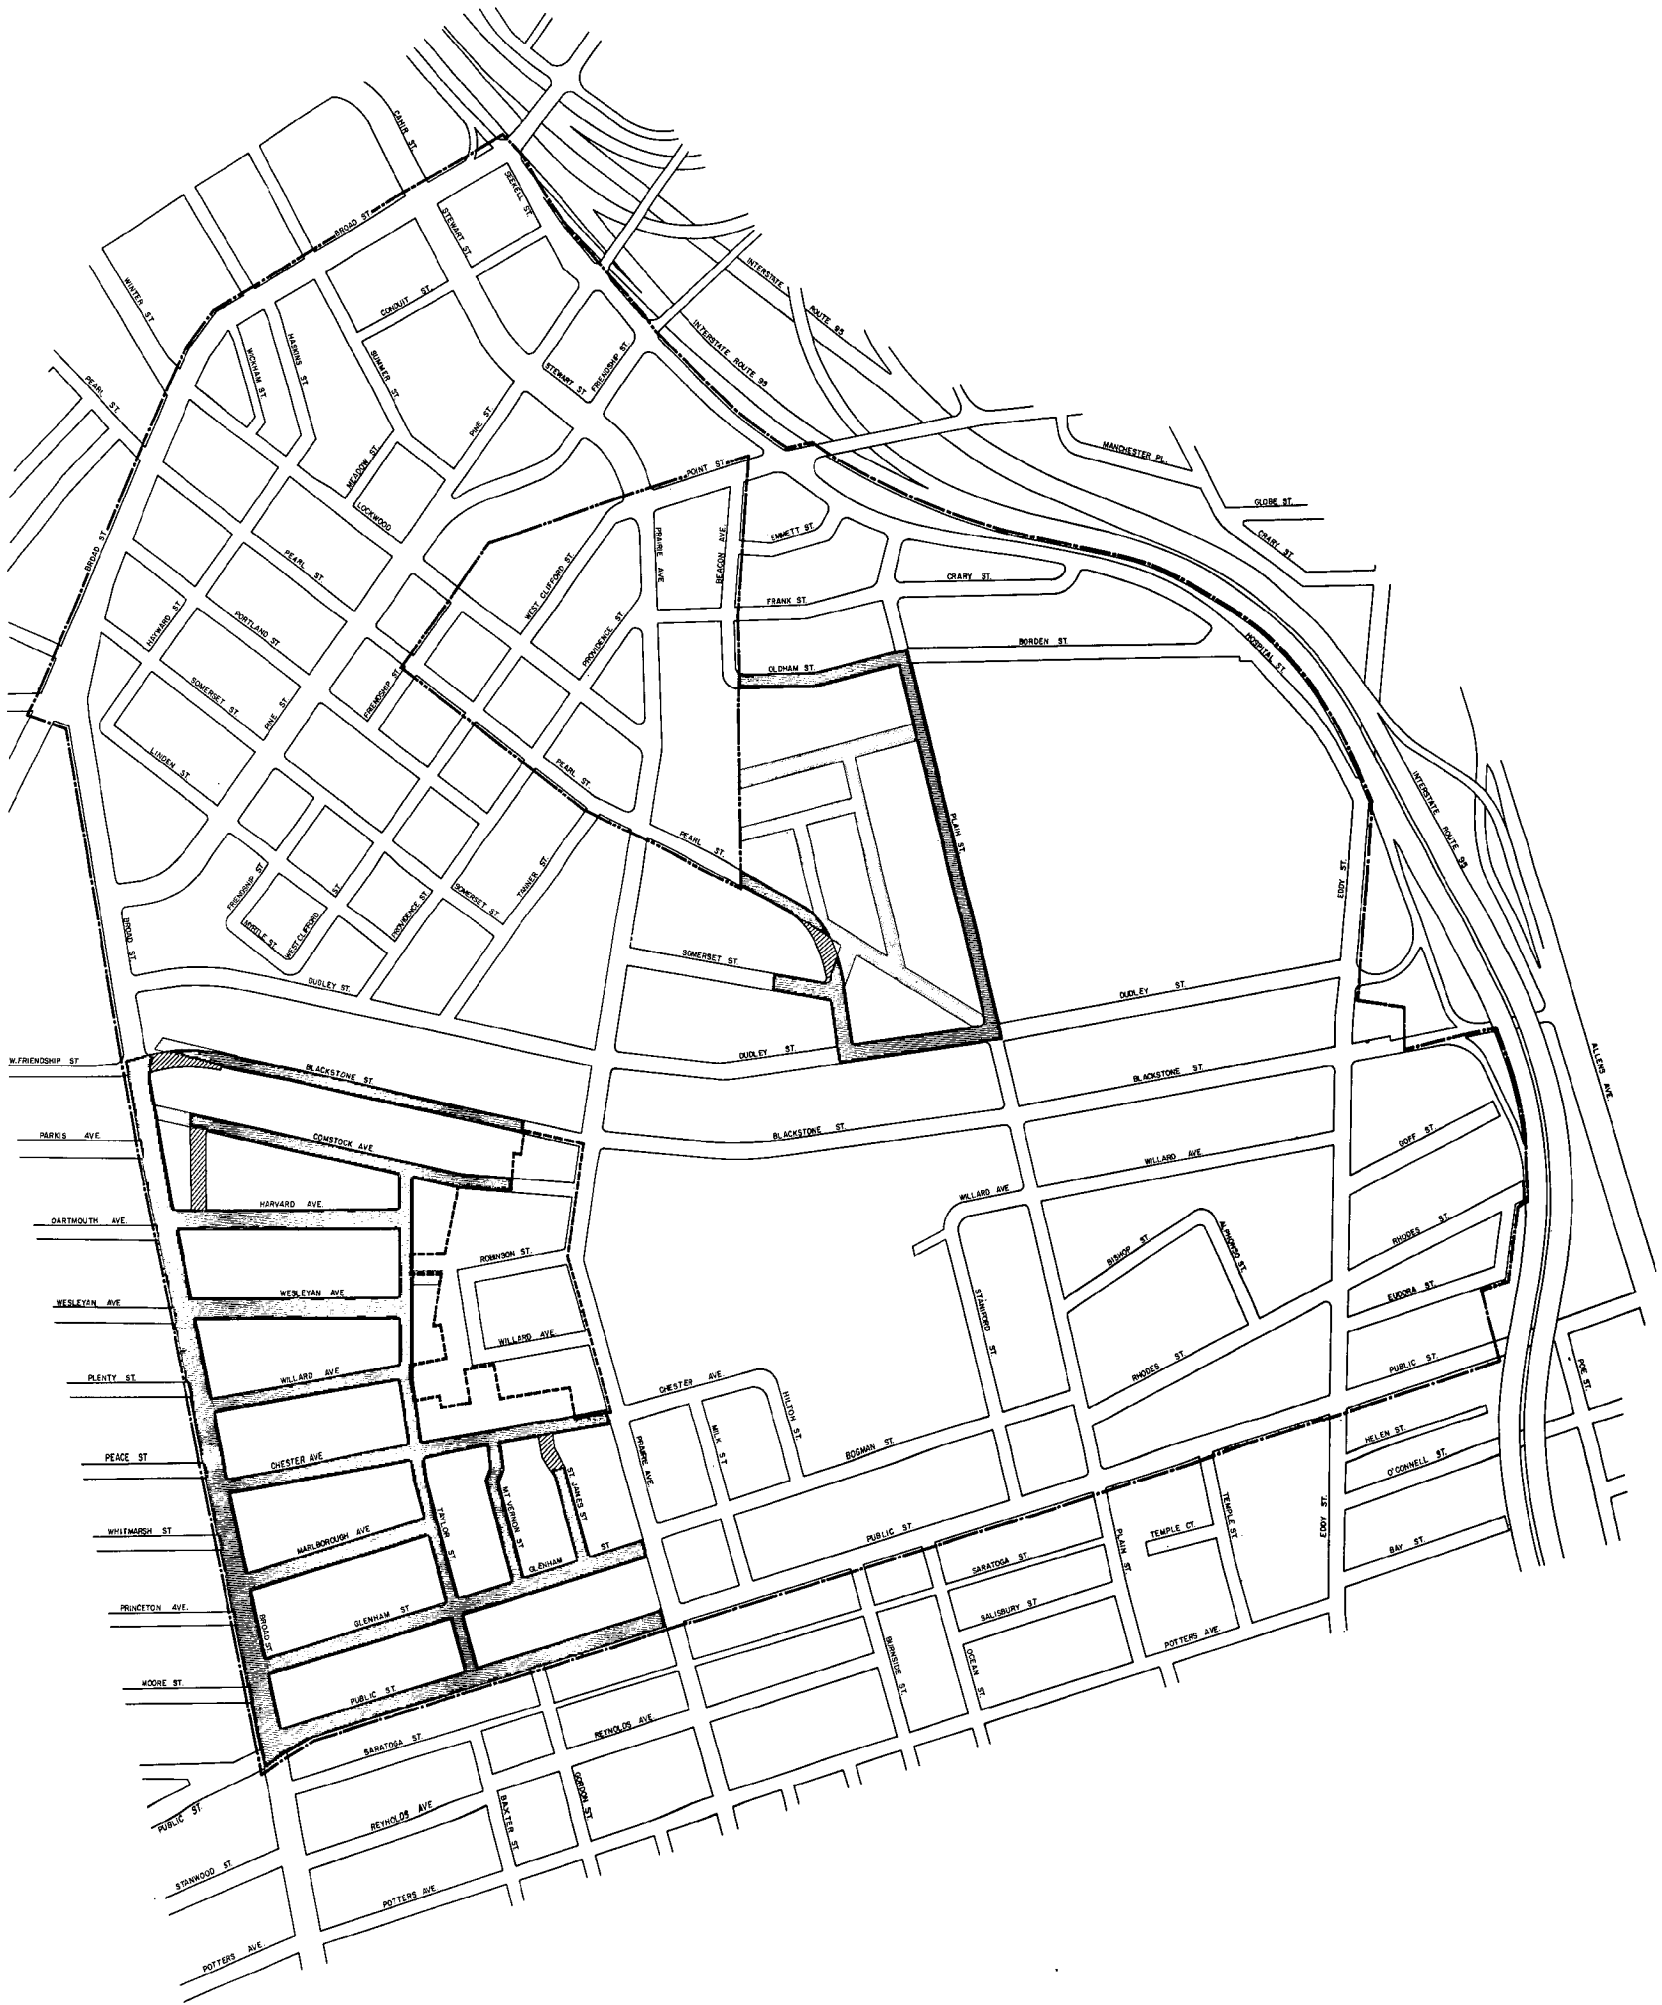 CAHIR ST.
SEEKELL ST.
STEWART ST.
BROAD ST.
WINTER ST.
INTERSTATE ROUTE 95
CONDUIT ST.
HASKINS ST.
WICKHAM ST.
SUMMER ST.
INTERSTATE ROUTE 95
FRIENDSHIP ST.
STEWART ST.
PEARL ST.
PINE ST.
MANCHESTER PL.
MEADOW ST.
POINT ST.
GLOBE ST.
LOCKWOOD
BROAD ST.
PRAIRIE AVE
BEACON AVE.
EMMETT ST.
CRARY ST.
PEARL ST.
WEST CLIFFORD ST.
CRARY ST.
FRANK ST.
HAYWARD ST.
PORTLAND ST.
PROVIDENCE ST.
BORDEN ST.
HOSPITAL ST.
OLDHAM ST.
SOMERSET ST.
PINE ST.
FRIENDSHIP ST.
LINDEN ST.
PEARL ST.
INTERSTATE ROUTE 95
PLAIN ST.
PEARL ST.
EDDY ST.
FRIENDSHIP ST.
TANNER ST.
SOMERSET ST.
PROVIDENCE ST.
ST.
MYRTLE ST.
WEST CLIFFORD
BROAD ST.
SOMERSET ST.
DUDLEY ST.
DUDLEY ST.
DUDLEY ST.
ALLENS AVE.
W. FRIENDSHIP ST
BLACKSTONE ST.
BLACKSTONE ST.
BLACKSTONE ST.
PARKIS AVE.
COMSTOCK AVE.
GOFF ST.
WILLARD AVE.
WILLARD AVE
HARVARD AVE.
DARTMOUTH AVE.
RHODES ST.
ROBINSON ST.
BISHOP ST.
ALPHONSO ST.
WESLEYAN AVE
WESLEYAN AVE
EUDORA ST.
STANIFORD ST.
WILLARD AVE.
PLENTY ST.
WILLARD AVE
CHESTER AVE
RHODES ST.
PUBLIC ST.
POE ST.
HILTON ST.
MILK ST
PRAIRIE AVE.
BOGMAN ST.
HELEN ST.
PEACE ST
CHESTER AVE
O'CONNELL ST.
ST. JAMES ST
MT. VERNON ST.
TAYLOR ST
WHITMARSH ST
MARLBOROUGH AVE
PUBLIC ST.
PLAIN ST.
TEMPLE CT.
TEMPLE ST.
EDDY ST.
BAY ST.
GLENHAM ST
SARATOGA ST.
PRINCETON AVE.
BROAD ST.
GLENHAM ST
SALISBURY ST
POTTERS AVE.
BURNSIDE ST.
OCEAN ST.
MOORE ST.
PUBLIC ST.
SARATOGA ST.
REYNOLDS AVE.
PUBLIC ST.
REYNOLDS AVE
BAXTER ST.
GORDON ST.
STANWOOD ST.
POTTERS AVE.
POTTERS AVE.